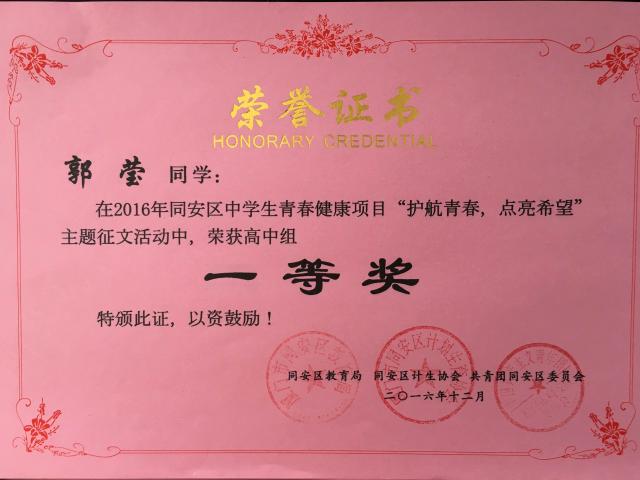 荣誉证书
HONORARY CREDENTIAL
郭莹 同学：
在2016年同安区中学生青春健康项目“护航青春，点亮希望”
主题征文活动中，荣获高中组
一等奖
特颁此证，以资鼓励！
同安区教育局 同安区计生协会 共青团同安区委员会
二〇一六年十二月